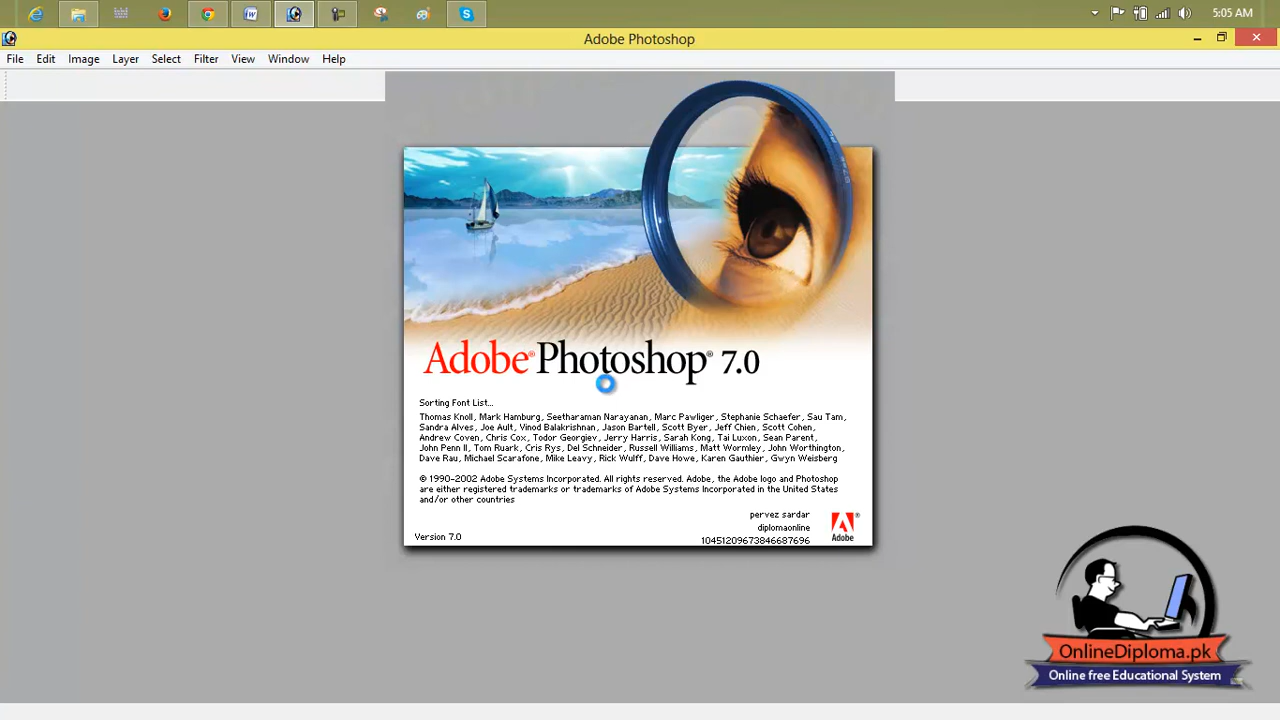 5:05 AM
Adobe Photoshop
File Edit Image Layer Select Filter View Window Help
Adobe® Photoshop® 7.0
Sorting Font List...
Thomas Knoll, Mark Hamburg, Seetharaman Narayanan, Marc Pawliger, Stephanie Schaefer, Sau Tam,
Sandra Alves, Joe Ault, Vinod Balakrishnan, Jason Bartell, Scott Byer, Jeff Chien, Scott Cohen,
Andrew Coven, Chris Cox, Todor Georgiev, Jerry Harris, Sarah Kong, Tai Luxon, Sean Parent,
John Penn II, Tom Ruark, Cris Rys, Del Schneider, Russell Williams, Matt Wormley, John Worthington,
Dave Rau, Michael Scarafone, Mike Leavy, Rick Wulff, Dave Howe, Karen Gauthier, Gwyn Weisberg
© 1990-2002 Adobe Systems Incorporated. All rights reserved. Adobe, the Adobe logo and Photoshop
are either registered trademarks or trademarks of Adobe Systems Incorporated in the United States
and/or other countries
pervez sardar
diplomaonline
10451209673846687696
Version 7.0
Adobe
OnlineDiploma.pk
Online free Educational System